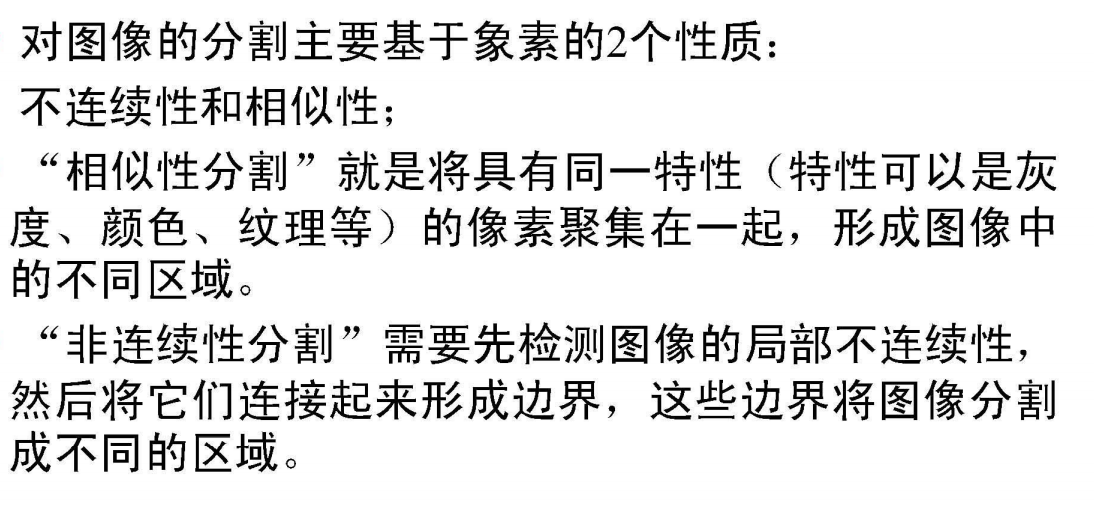 对图像的分割主要基于象素的2个性质：
不连续性和相似性；
“相似性分割”就是将具有同一特性（特性可以是灰
度、颜色、纹理等）的像素聚集在一起，形成图像中
的不同区域。
“非连续性分割”需要先检测图像的局部不连续性，
然后将它们连接起来形成边界，这些边界将图像分割
成不同的区域。